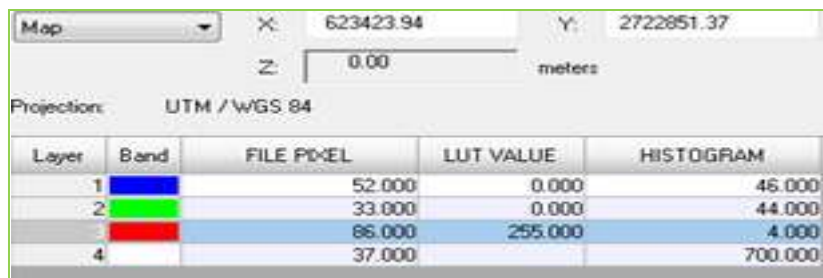 Map X: 623423.94 Y: 2722851.37
Z: 0.00 meters
Projection: UTM / WGS 84
Layer Band FILE PIXEL LUT VALUE HISTOGRAM
1 52.000 0.000 46.000
2 33.000 0.000 44.000
86.000 255.000 4.000
4 37.000 700.000